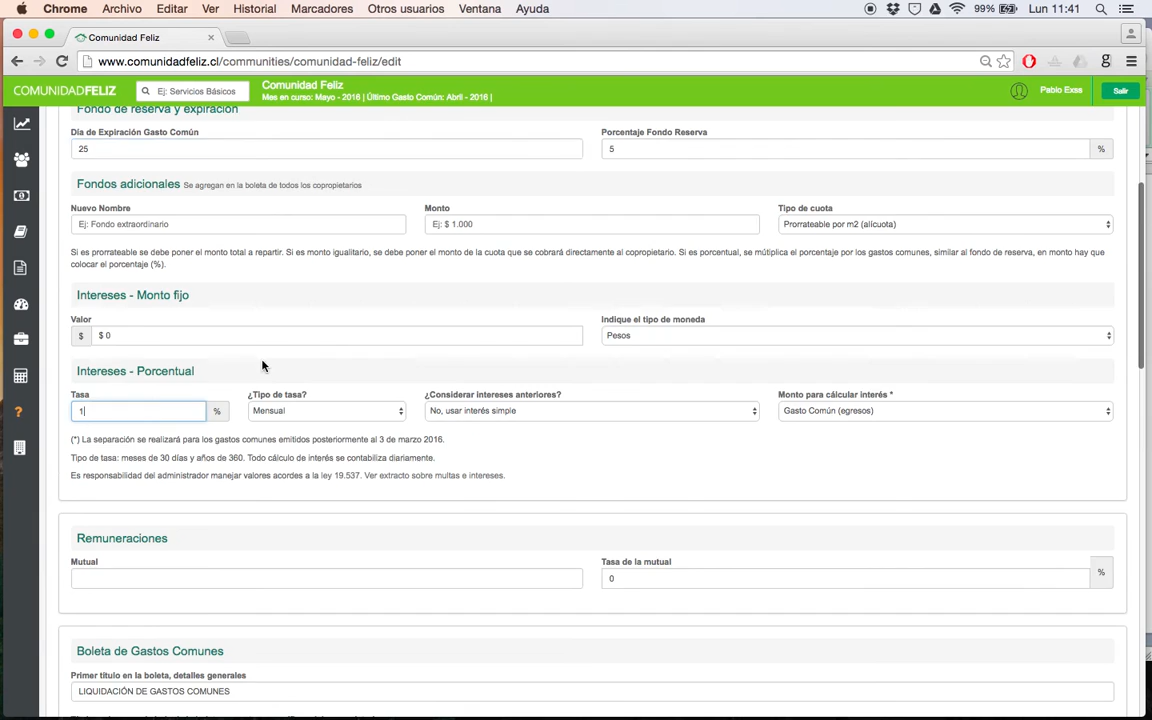 Chrome Archivo Editar Ver Historial Marcadores Otros usuarios Ventana Ayuda 99% Lun 11:41
Comunidad Feliz
www.comunidadfeliz.cl/communities/comunidad-feliz/edit
COMUNIDADFELIZ Ej: Servicios Básicos Comunidad Feliz Pablo Exss Salir
Mes en curso: Mayo - 2016 | Último Gasto Común: Abril - 2016 |
Fondo de reserva y expiración
Día de Expiración Gasto Común Porcentaje Fondo Reserva
25 5 %
Fondos adicionales Se agregan en la boleta de todos los copropietarios
Nuevo Nombre Monto Tipo de cuota
Ej: Fondo extraordinario Ej: $ 1.000 Prorrateable por m2 (alícuota)
Si es prorrateable se debe poner el monto total a repartir. Si es monto igualitario, se debe poner el monto de la cuota que se cobrará directamente al copropietario. Si es porcentual, se múltiplica el porcentaje por los gastos comunes, similar al fondo de reserva, en monto hay que
colocar el porcentaje (%).
Intereses - Monto fijo
Valor Indique el tipo de moneda
$ $ 0 Pesos
Intereses - Porcentual
Tasa ¿Tipo de tasa? ¿Considerar intereses anteriores? Monto para cálcular interés *
1 % Mensual No, usar interés simple Gasto Común (egresos)
(*) La separación se realizará para los gastos comunes emitidos posteriormente al 3 de marzo 2016.
Tipo de tasa: meses de 30 días y años de 360. Todo cálculo de interés se contabiliza diariamente.
Es responsabilidad del administrador manejar valores acordes a la ley 19.537. Ver extracto sobre multas e intereses.
Remuneraciones
Mutual Tasa de la mutual
0 %
Boleta de Gastos Comunes
Primer título en la boleta, detalles generales
LIQUIDACIÓN DE GASTOS COMUNES